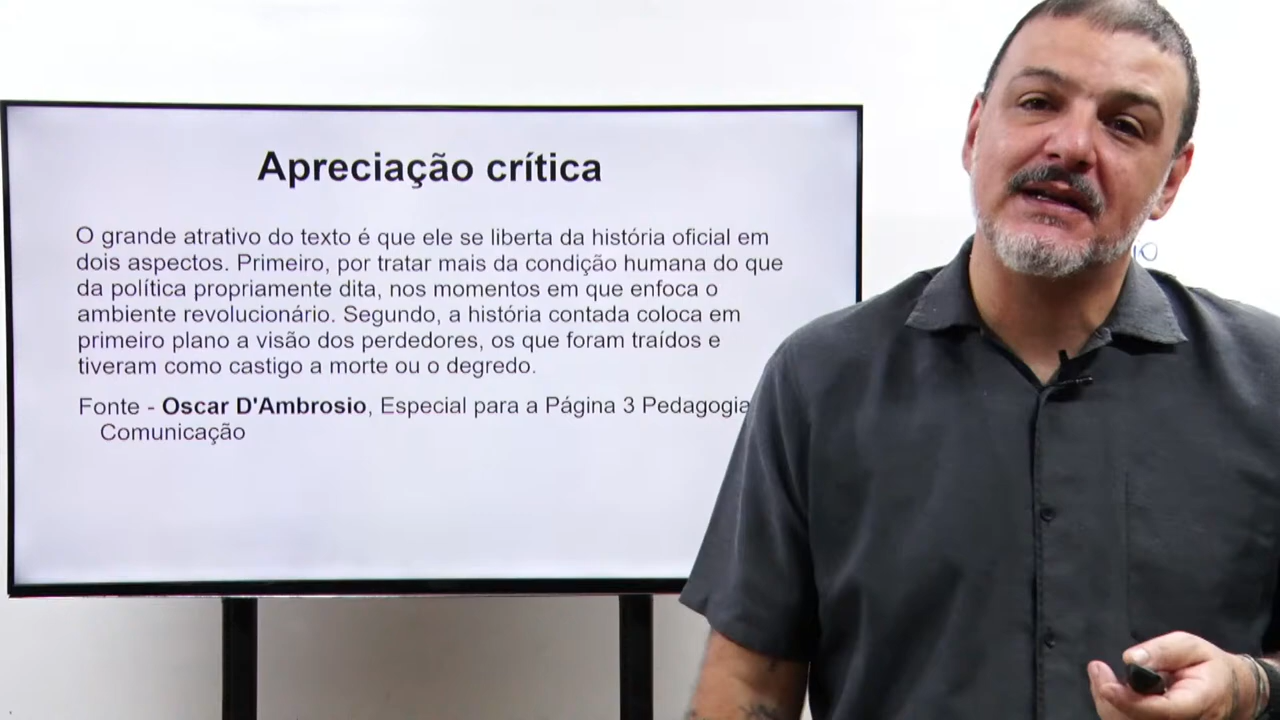 Apreciação crítica
O grande atrativo do texto é que ele se liberta da história oficial em
dois aspectos. Primeiro, por tratar mais da condição humana do que
da política propriamente dita, nos momentos em que enfoca o
ambiente revolucionário. Segundo, a história contada coloca em
primeiro plano a visão dos perdedores, os que foram traídos e
tiveram como castigo a morte ou o degredo.
Fonte - Oscar D'Ambrosio, Especial para a Página 3 Pedagogia
Comunicação